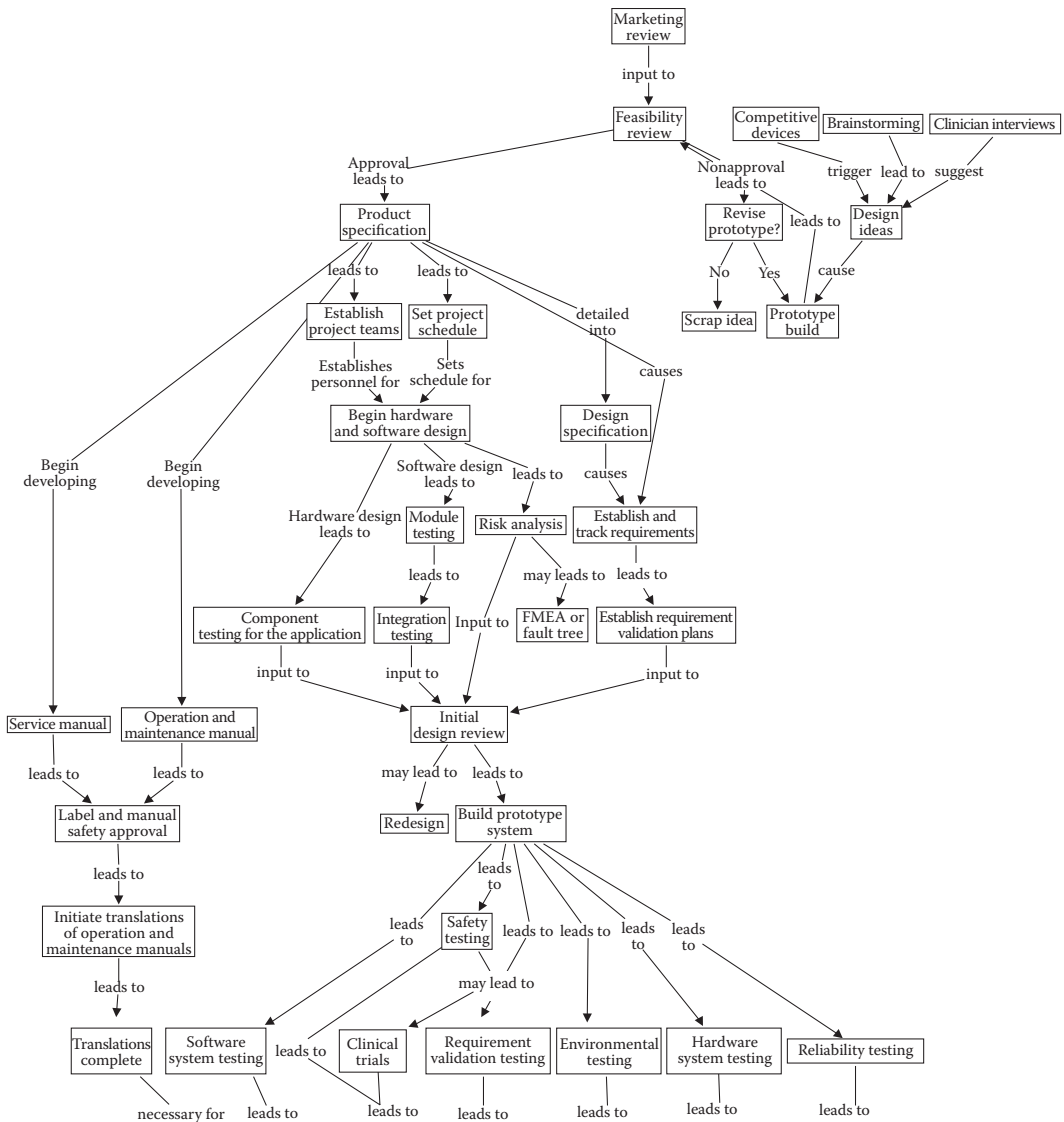 Marketing
review
input to
Feasibility
review
Competitive
devices
Brainstorming
Clinician interviews
Approval
leads to
Nonapproval
leads to
trigger
lead to
suggest
Product
specification
Revise
prototype?
leads to
Design
ideas
leads to
leads to
No
Yes
cause
Establish
project teams
Set project
schedule
detailed
into
Scrap idea
Prototype
build
Establishes
personnel for
Sets
schedule for
causes
Begin hardware
and software design
Design
specification
Begin
developing
Begin
developing
Software design
leads to
leads to
causes
Hardware design
leads to
Module
testing
Risk analysis
Establish and
track requirements
leads to
may leads to
leads to
Component
testing for the application
Integration
testing
Input to
FMEA or
fault tree
Establish requirement
validation plans
input to
input to
input to
Service manual
Operation and
maintenance manual
Initial
design review
leads to
leads to
may lead to
leads to
Label and manual
safety approval
Redesign
Build prototype
system
leads to
leads
to
Initiate translations
of operation and
maintenance manuals
leads
to
Safety
testing
leads to
leads to
leads
to
leads
to
leads to
may lead to
Translations
complete
Software
system testing
leads to
Clinical
trials
Requirement
validation testing
Environmental
testing
Hardware
system testing
Reliability testing
necessary for
leads to
leads to
leads to
leads to
leads to
leads to